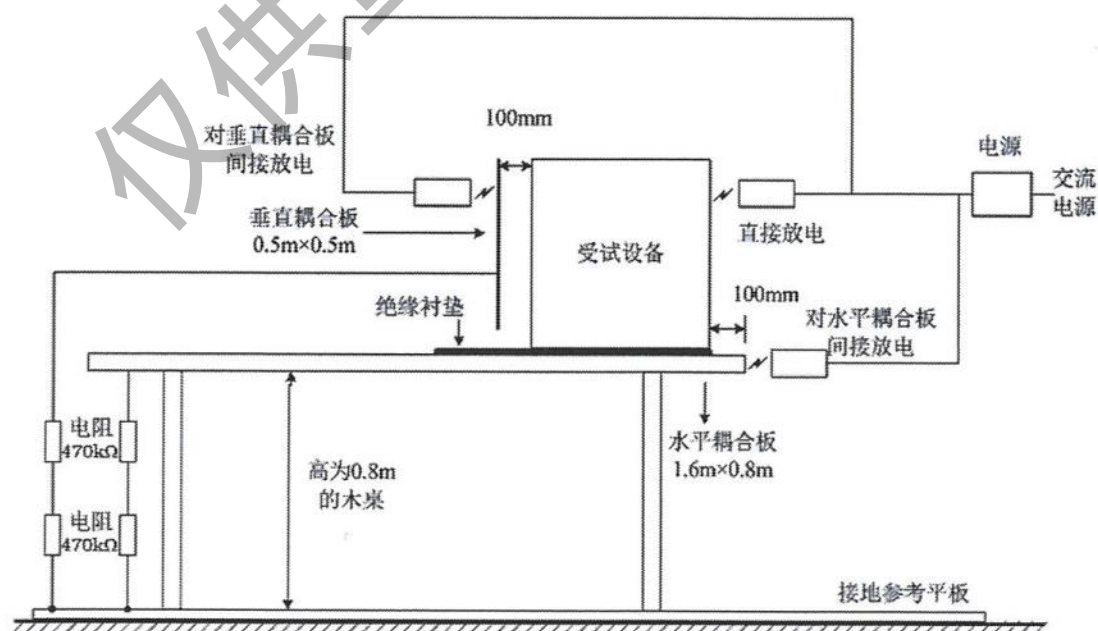 仅供
100mm
对垂直耦合板
间接放电
电源
交流
电源
垂直耦合板
0.5m×0.5m
直接放电
受试设备
100mm
绝缘衬垫
对水平耦合板
间接放电
电阻
470kΩ
水平耦合板
1.6m×0.8m
高为0.8m
的木桌
电阻
470kΩ
接地参考平板